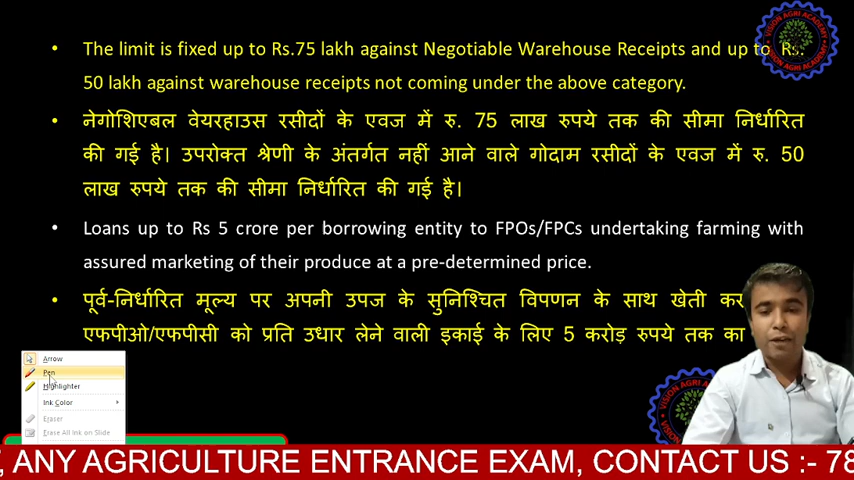 • The limit is fixed up to Rs.75 lakh against Negotiable Warehouse Receipts and up to Rs.
50 lakh against warehouse receipts not coming under the above category.
• नेगोशिएबल वेयरहाउस रसीदों के एवज में रु. 75 लाख रुपये तक की सीमा निर्धारित
की गई है। उपरोक्त श्रेणी के अंतर्गत नहीं आने वाले गोदाम रसीदों के एवज में रु. 50
लाख रुपये तक की सीमा निर्धारित की गई है।
• Loans up to Rs 5 crore per borrowing entity to FPOs/FPCs undertaking farming with
assured marketing of their produce at a pre-determined price.
• पूर्व-निर्धारित मूल्य पर अपनी उपज के सुनिश्चित विपणन के साथ खेती कर
एफपीओ/एफपीसी को प्रति उधार लेने वाली इकाई के लिए 5 करोड़ रुपये तक का
VISION AGRI ACADEMY
Arrow
Pen
Highlighter
Ink Color
Eraser
Erase All Ink on Slide
VISION AGRI
, ANY AGRICULTURE ENTRANCE EXAM, CONTACT US :- 78